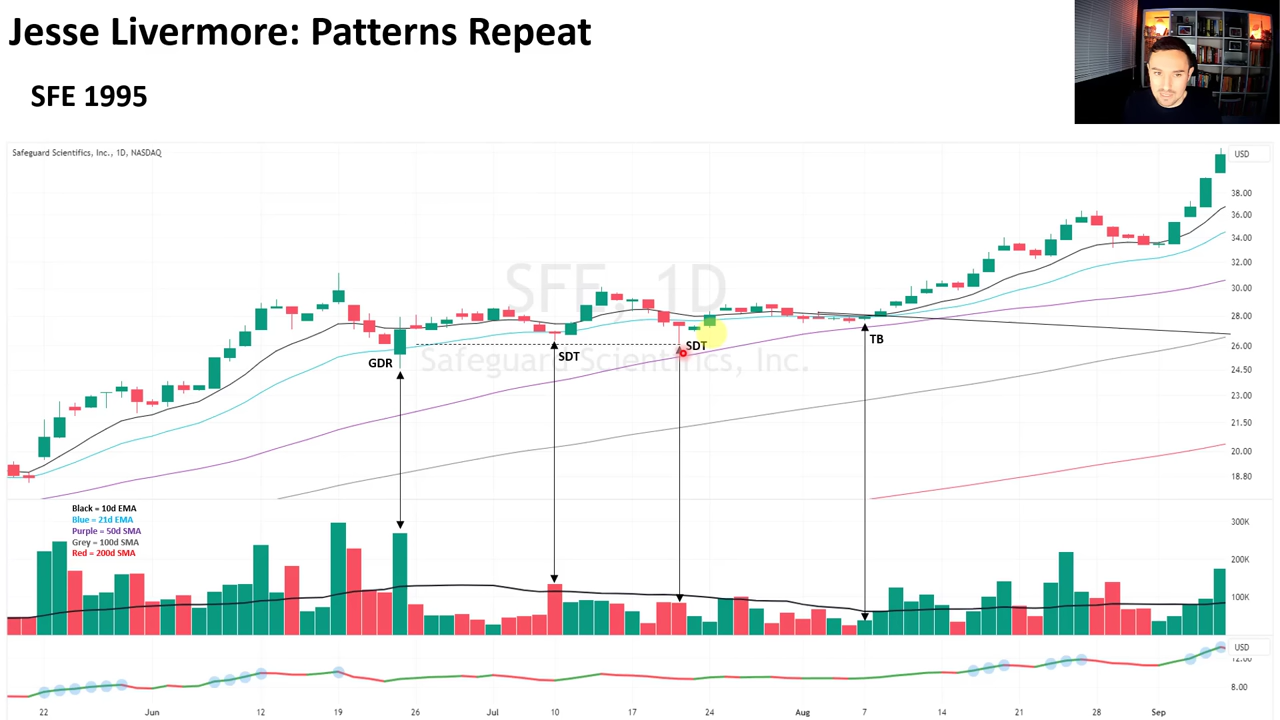 Jesse Livermore: Patterns Repeat
SFE 1995
Safeguard Scientifics, Inc., 1D, NASDAQ
USD
38.00
36.00
34.00
32.00
30.00
28.00
26.00
24.50
23.00
21.50
20.00
18.80
SFE, 1D
Safeguard Scientifics, Inc.
GDR
SDT
SDT
TB
Black = 10d EMA
Blue = 21d EMA
Purple = 50d SMA
Grey = 100d SMA
Red = 200d SMA
300K
200K
100K
USD
12.00
8.00
22 Jun 12 19 26 Jul 10 17 24 Aug 7 14 21 28 Sep